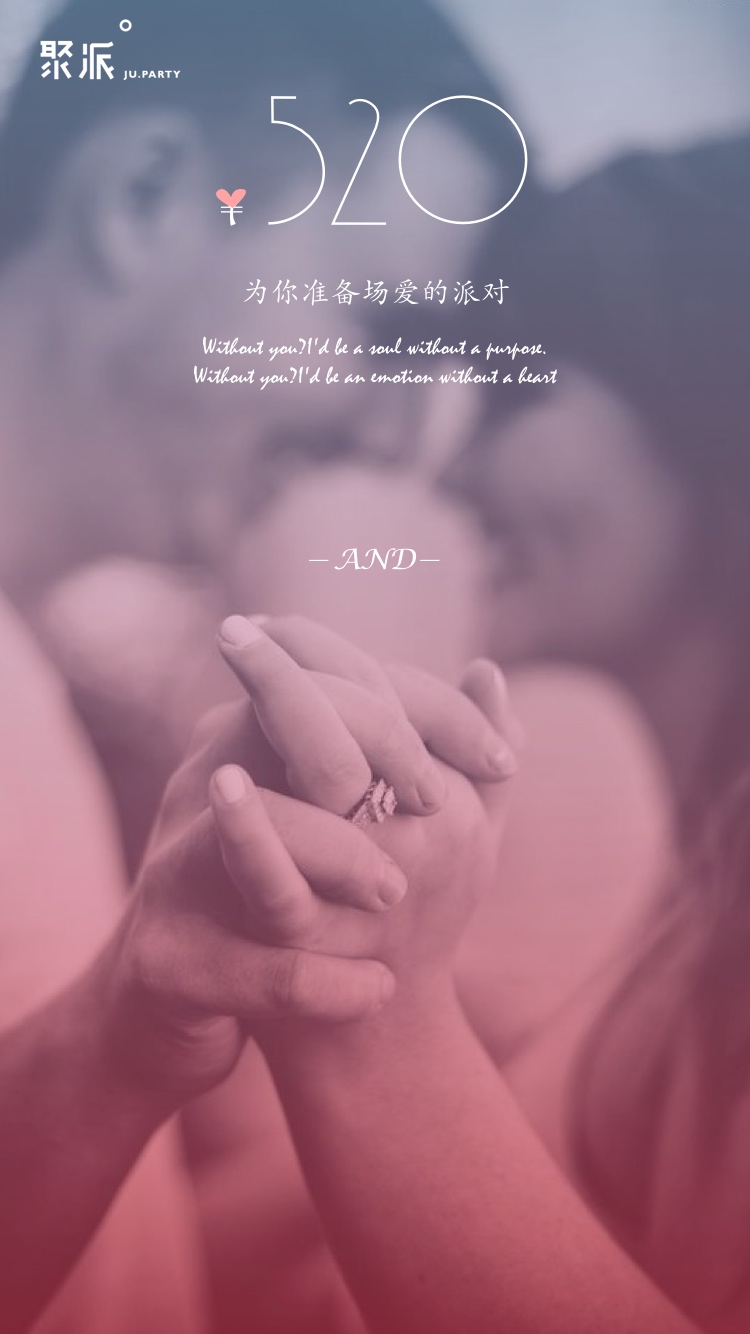 聚派 JU.PARTY
¥ 520
为你准备场爱的派对
Without you?I'd be a soul without a purpose.
Without you?I'd be an emotion without a heart
—AND—